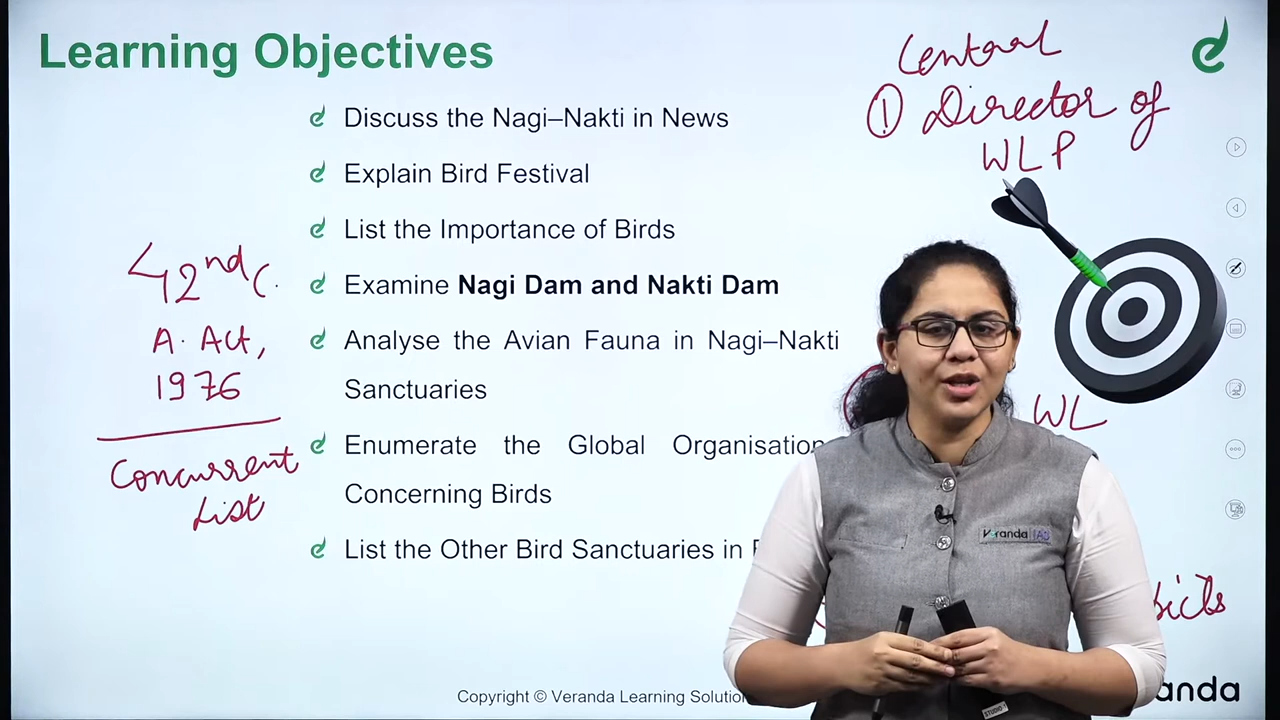 Learning Objectives
Discuss the Nagi–Nakti in News
Explain Bird Festival
List the Importance of Birds
Examine Nagi Dam and Nakti Dam
Analyse the Avian Fauna in Nagi–Nakti
Sanctuaries
Enumerate the Global Organisation
Concerning Birds
List the Other Bird Sanctuaries in
Central
① Director of
WLP
42nd C.
A. Act,
1976
Concurrent
List
WL
Veranda IAS
Copyright © Veranda Learning